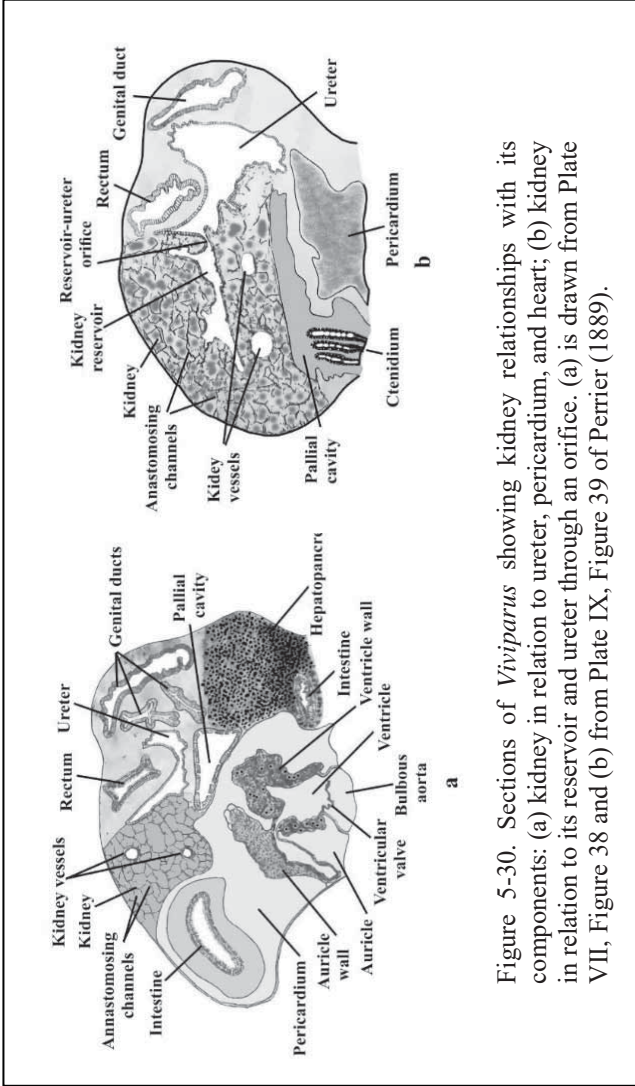 Kidney vessels
Kidney
Annastomosing
channels
Intestine
Rectum
Ureter
Genital ducts
Pallial
cavity
Hepatopancre
Intestine
Ventricle wall
Ventricle
Bulbous
aorta
Ventricular
valve
Auricle
Auricle
wall
Pericardium
a
Kidney
reservoir
Reservoir-ureter
orifice
Rectum
Genital duct
Kidney
Anastomosing
channels
Kidey
vessels
Pallial
cavity
Ctenidium
Pericardium
Ureter
b
Figure 5-30. Sections of Viviparus showing kidney relationships with its
components: (a) kidney in relation to ureter, pericardium, and heart; (b) kidney
in relation to its reservoir and ureter through an orifice. (a) is drawn from Plate
VII, Figure 38 and (b) from Plate IX, Figure 39 of Perrier (1889).